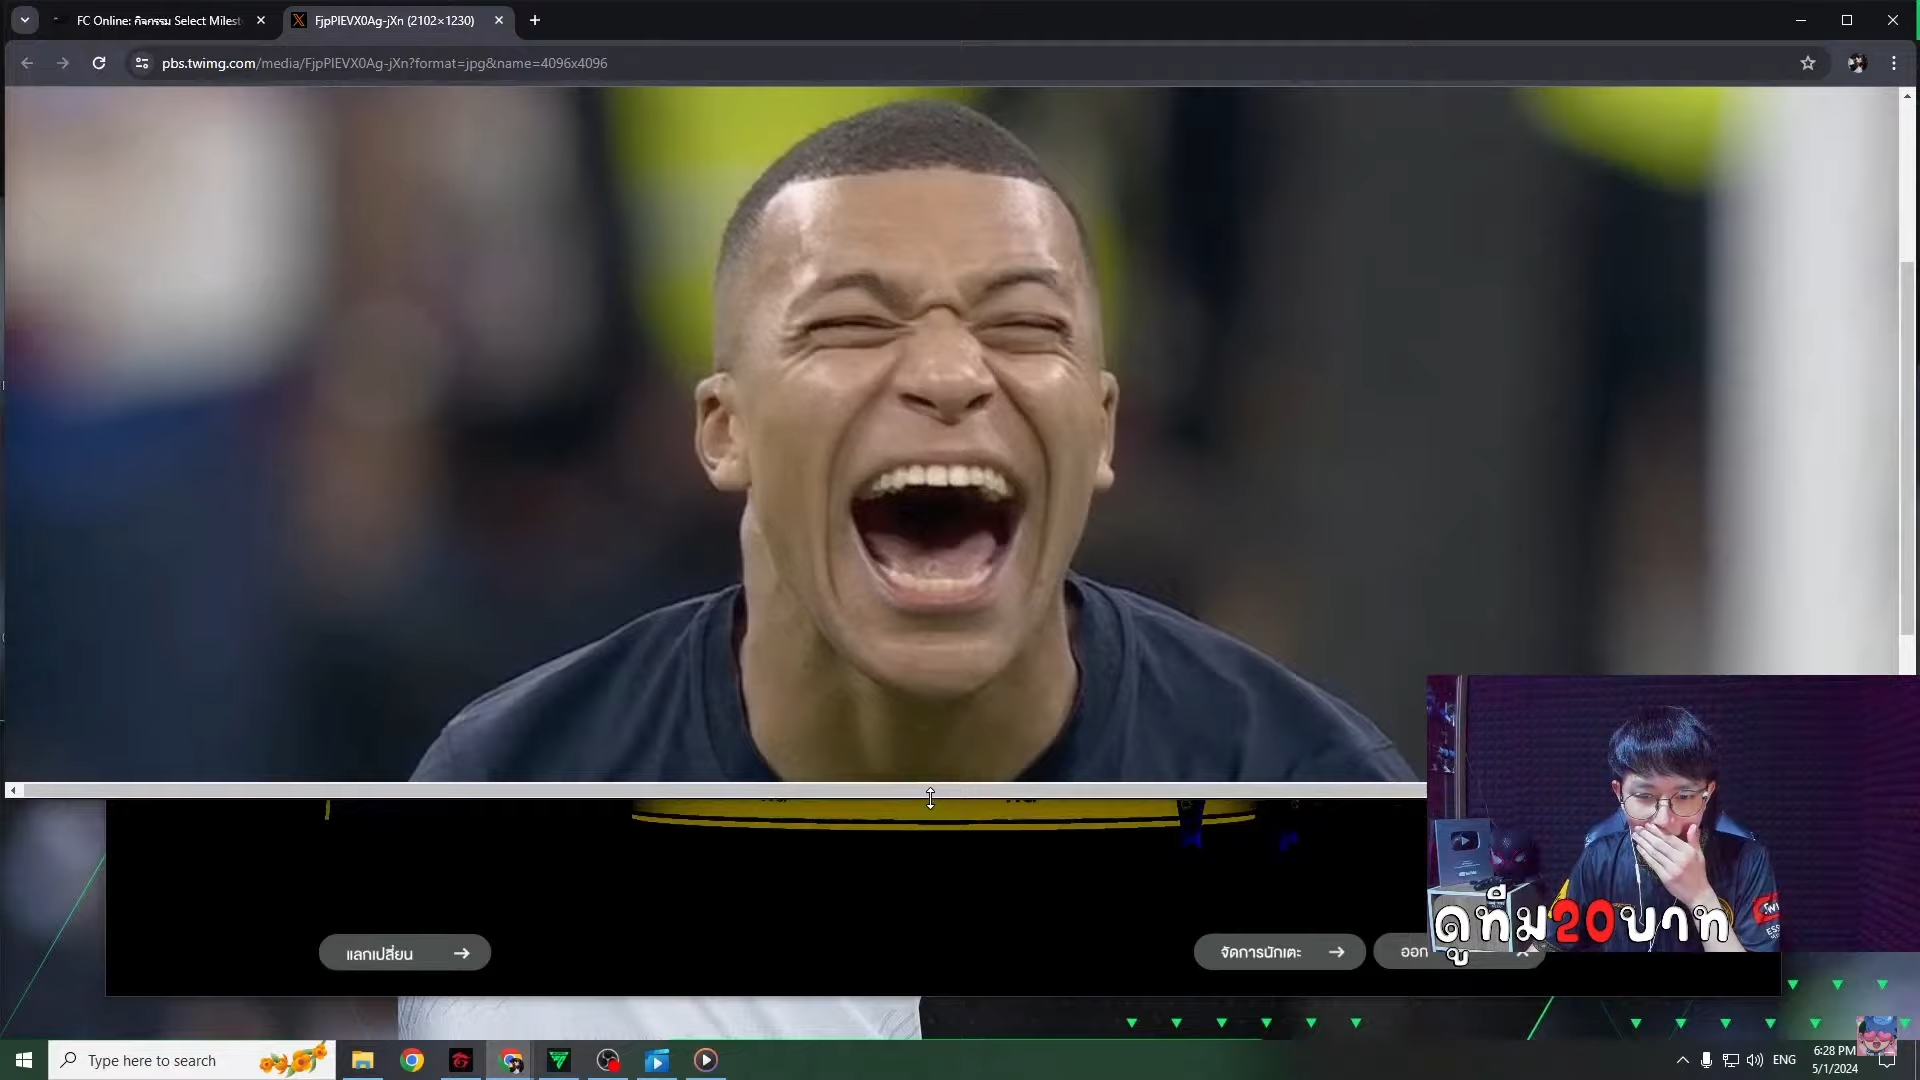 FC Online: กิจกรรม Select Milest
FjpPlEVX0Ag-jXn (2102×1230)
pbs.twimg.com/media/FjpPlEVX0Ag-jXn?format=jpg&name=4096x4096
แลกเปลี่ยน
จัดการนักเตะ
ออก
ดูทีม20บาท
Type here to search
ENG
6:28 PM
5/1/2024